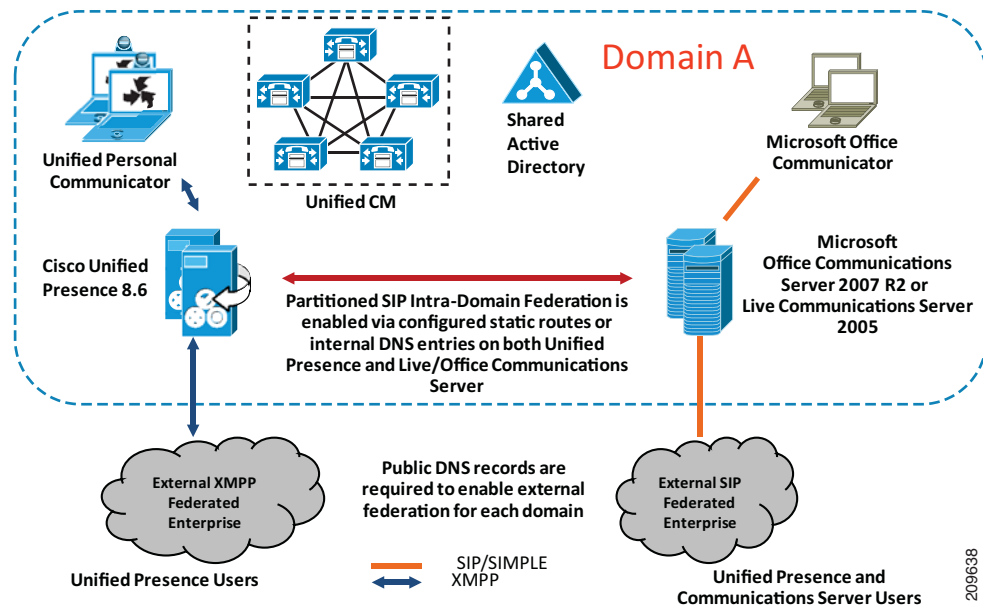 Domain A
Unified Personal
Communicator
Unified CM
Shared
Active
Directory
Microsoft Office
Communicator
Cisco Unified
Presence 8.6
Partitioned SIP Intra-Domain Federation is
enabled via configured static routes or
internal DNS entries on both Unified
Presence and Live/Office Communications
Server
Microsoft
Office Communications
Server 2007 R2 or
Live Communications Server
2005
External XMPP
Federated
Enterprise
Public DNS records are
required to enable external
federation for each domain
External SIP
Federated
Enterprise
Unified Presence Users
SIP/SIMPLE
XMPP
Unified Presence and
Communications Server Users
209638